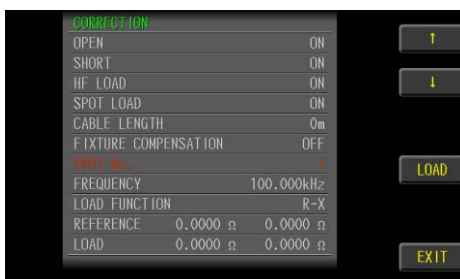 CORRECTION
OPEN ON
SHORT ON
HF LOAD ON
SPOT LOAD ON
CABLE LENGTH 0m
FIXTURE COMPENSATION OFF
SPOT No.
FREQUENCY 100.000kHz
LOAD FUNCTION R-X
REFERENCE 0.0000 Ω 0.0000 Ω
LOAD 0.0000 Ω 0.0000 Ω
↑
↓
LOAD
EXIT